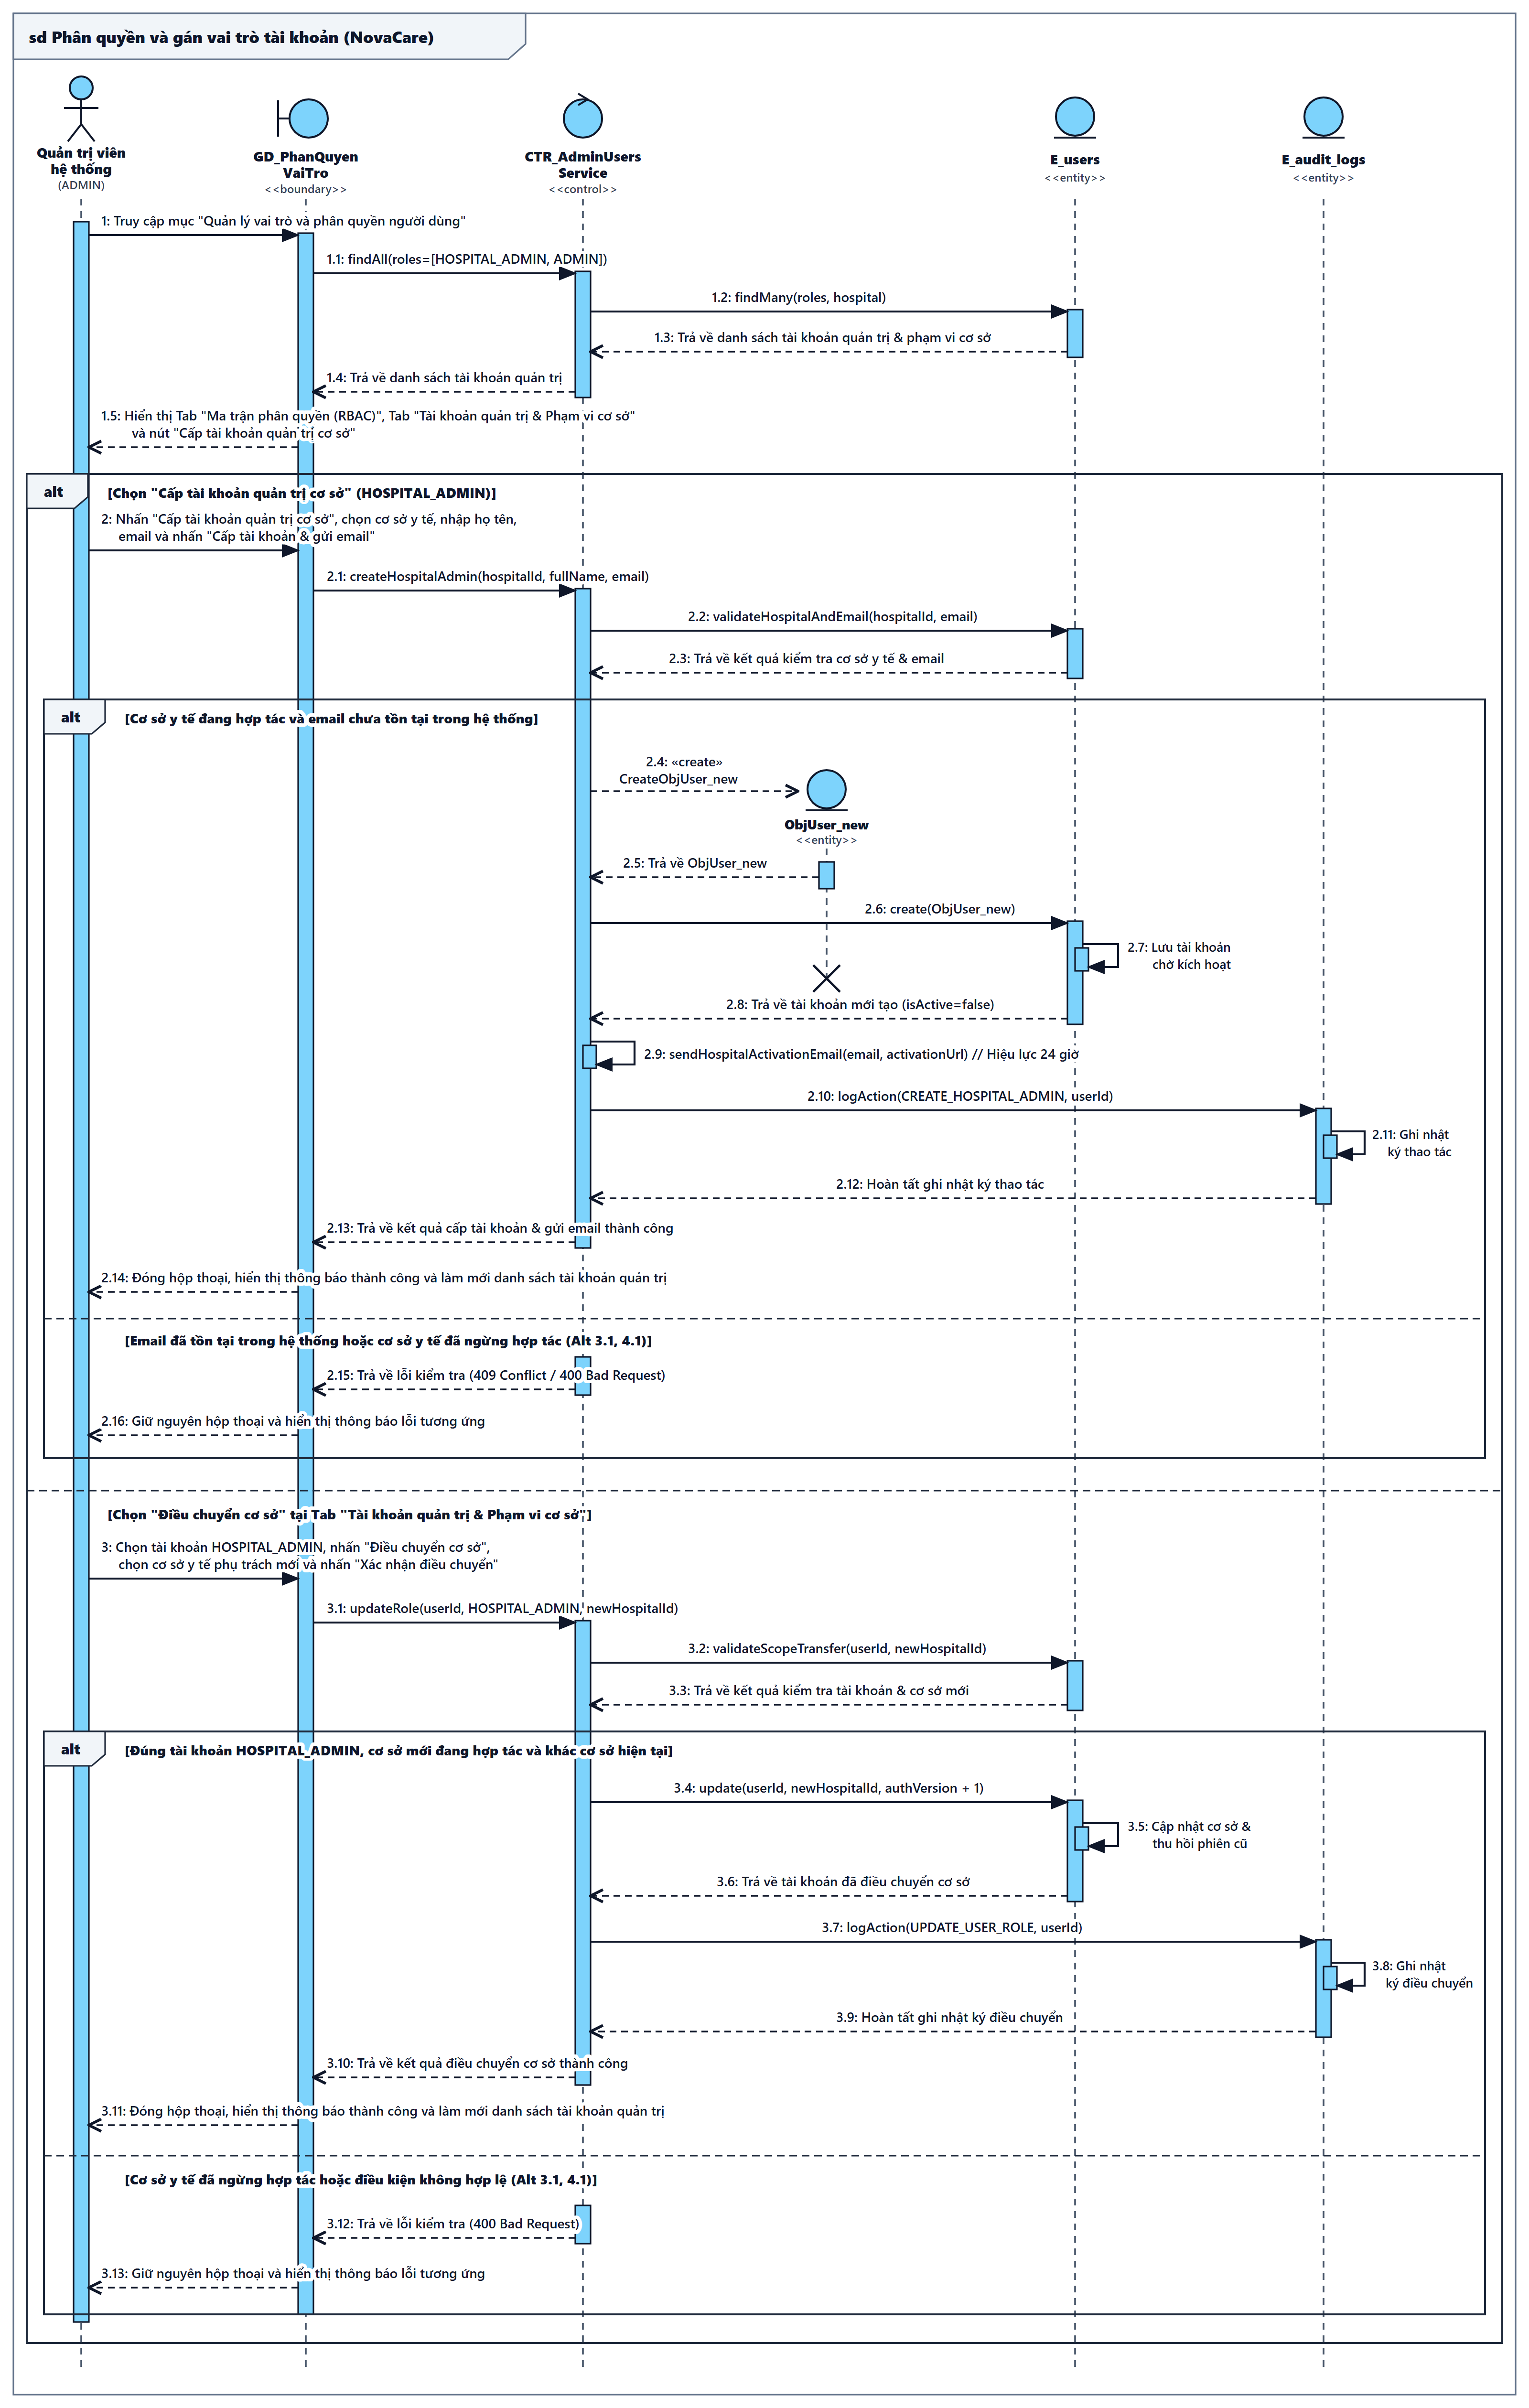 sd Phân quyền và gán vai trò tài khoản (NovaCare)
Quản trị viên
hệ thống
(ADMIN)
GD_PhanQuyen
VaiTro
<<boundary>>
CTR_AdminUsers
Service
<<control>>
E_users
<<entity>>
E_audit_logs
<<entity>>
1: Truy cập mục "Quản lý vai trò và phân quyền người dùng"
1.1: findAll(roles=[HOSPITAL_ADMIN, ADMIN])
1.2: findMany(roles, hospital)
1.3: Trả về danh sách tài khoản quản trị & phạm vi cơ sở
1.4: Trả về danh sách tài khoản quản trị
1.5: Hiển thị Tab "Ma trận phân quyền (RBAC)", Tab "Tài khoản quản trị & Phạm vi cơ sở"
và nút "Cấp tài khoản quản trị cơ sở"
alt
[Chọn "Cấp tài khoản quản trị cơ sở" (HOSPITAL_ADMIN)]
2: Nhấn "Cấp tài khoản quản trị cơ sở", chọn cơ sở y tế, nhập họ tên,
email và nhấn "Cấp tài khoản & gửi email"
2.1: createHospitalAdmin(hospitalId, fullName, email)
2.2: validateHospitalAndEmail(hospitalId, email)
2.3: Trả về kết quả kiểm tra cơ sở y tế & email
alt
[Cơ sở y tế đang hợp tác và email chưa tồn tại trong hệ thống]
2.4: «create»
CreateObjUser_new
ObjUser_new
<<entity>>
2.5: Trả về ObjUser_new
2.6: create(ObjUser_new)
2.7: Lưu tài khoản
chờ kích hoạt
2.8: Trả về tài khoản mới tạo (isActive=false)
2.9: sendHospitalActivationEmail(email, activationUrl) // Hiệu lực 24 giờ
2.10: logAction(CREATE_HOSPITAL_ADMIN, userId)
2.11: Ghi nhật
ký thao tác
2.12: Hoàn tất ghi nhật ký thao tác
2.13: Trả về kết quả cấp tài khoản & gửi email thành công
2.14: Đóng hộp thoại, hiển thị thông báo thành công và làm mới danh sách tài khoản quản trị
[Email đã tồn tại trong hệ thống hoặc cơ sở y tế đã ngừng hợp tác (Alt 3.1, 4.1)]
2.15: Trả về lỗi kiểm tra (409 Conflict / 400 Bad Request)
2.16: Giữ nguyên hộp thoại và hiển thị thông báo lỗi tương ứng
[Chọn "Điều chuyển cơ sở" tại Tab "Tài khoản quản trị & Phạm vi cơ sở"]
3: Chọn tài khoản HOSPITAL_ADMIN, nhấn "Điều chuyển cơ sở",
chọn cơ sở y tế phụ trách mới và nhấn "Xác nhận điều chuyển"
3.1: updateRole(userId, HOSPITAL_ADMIN, newHospitalId)
3.2: validateScopeTransfer(userId, newHospitalId)
3.3: Trả về kết quả kiểm tra tài khoản & cơ sở mới
alt
[Đúng tài khoản HOSPITAL_ADMIN, cơ sở mới đang hợp tác và khác cơ sở hiện tại]
3.4: update(userId, newHospitalId, authVersion + 1)
3.5: Cập nhật cơ sở &
thu hồi phiên cũ
3.6: Trả về tài khoản đã điều chuyển cơ sở
3.7: logAction(UPDATE_USER_ROLE, userId)
3.8: Ghi nhật
ký điều chuyển
3.9: Hoàn tất ghi nhật ký điều chuyển
3.10: Trả về kết quả điều chuyển cơ sở thành công
3.11: Đóng hộp thoại, hiển thị thông báo thành công và làm mới danh sách tài khoản quản trị
[Cơ sở y tế đã ngừng hợp tác hoặc điều kiện không hợp lệ (Alt 3.1, 4.1)]
3.12: Trả về lỗi kiểm tra (400 Bad Request)
3.13: Giữ nguyên hộp thoại và hiển thị thông báo lỗi tương ứng